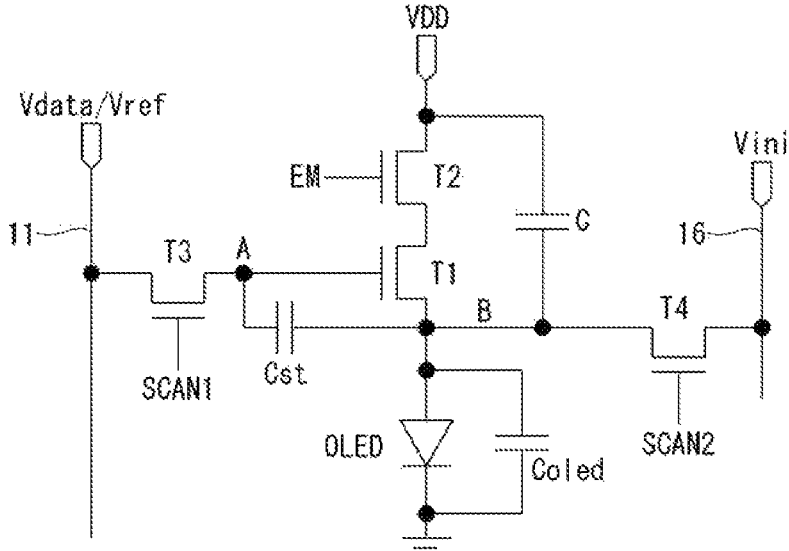 VDD
Vdata/Vref
Vini
EM
T2
11
C
16
T3
A
T1
B
T4
Cst
SCAN1
OLED
Coled
SCAN2